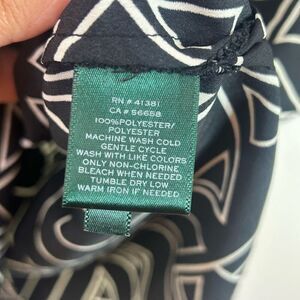 RN # 41381
CA # 56658
100%POLYESTER/
POLYESTER
MACHINE WASH COLD
GENTLE CYCLE
WASH WITH LIKE COLORS
ONLY NON-CHLORINE
BLEACH WHEN NEEDED
TUMBLE DRY LOW
WARM IRON IF NEEDED